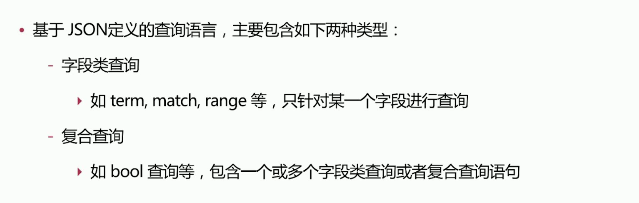 • 基于 JSON定义的查询语言，主要包含如下两种类型：
- 字段类查询
‣ 如 term, match, range 等，只针对某一个字段进行查询
- 复合查询
‣ 如 bool 查询等，包含一个或多个字段类查询或者复合查询语句